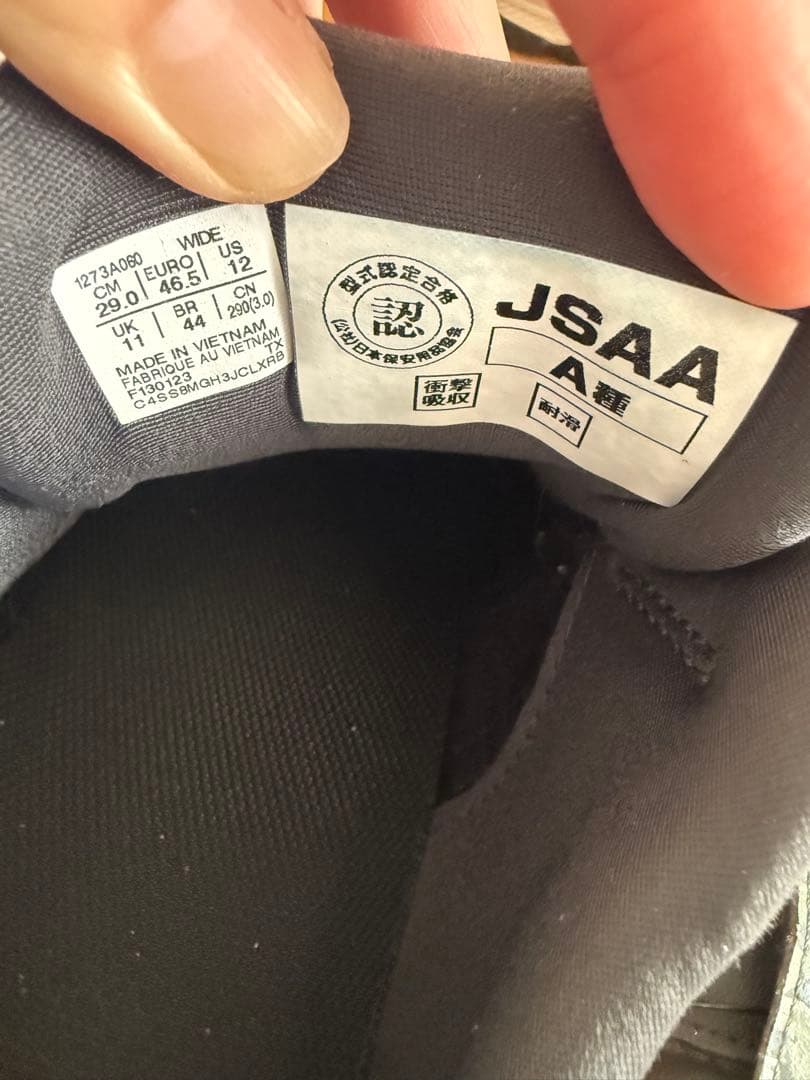 1273A060 WIDE
CM EURO US
29.0 46.5 12
UK BR CN
11 44 290(3.0)
MADE IN VIETNAM
FABRIQUE AU VIETNAM
F130123 TX
C4SS8MGH3JCLXRB
型式認定合格
認
(公社)日本保安用品協会
JSAA
A種
衝撃
吸収
耐滑